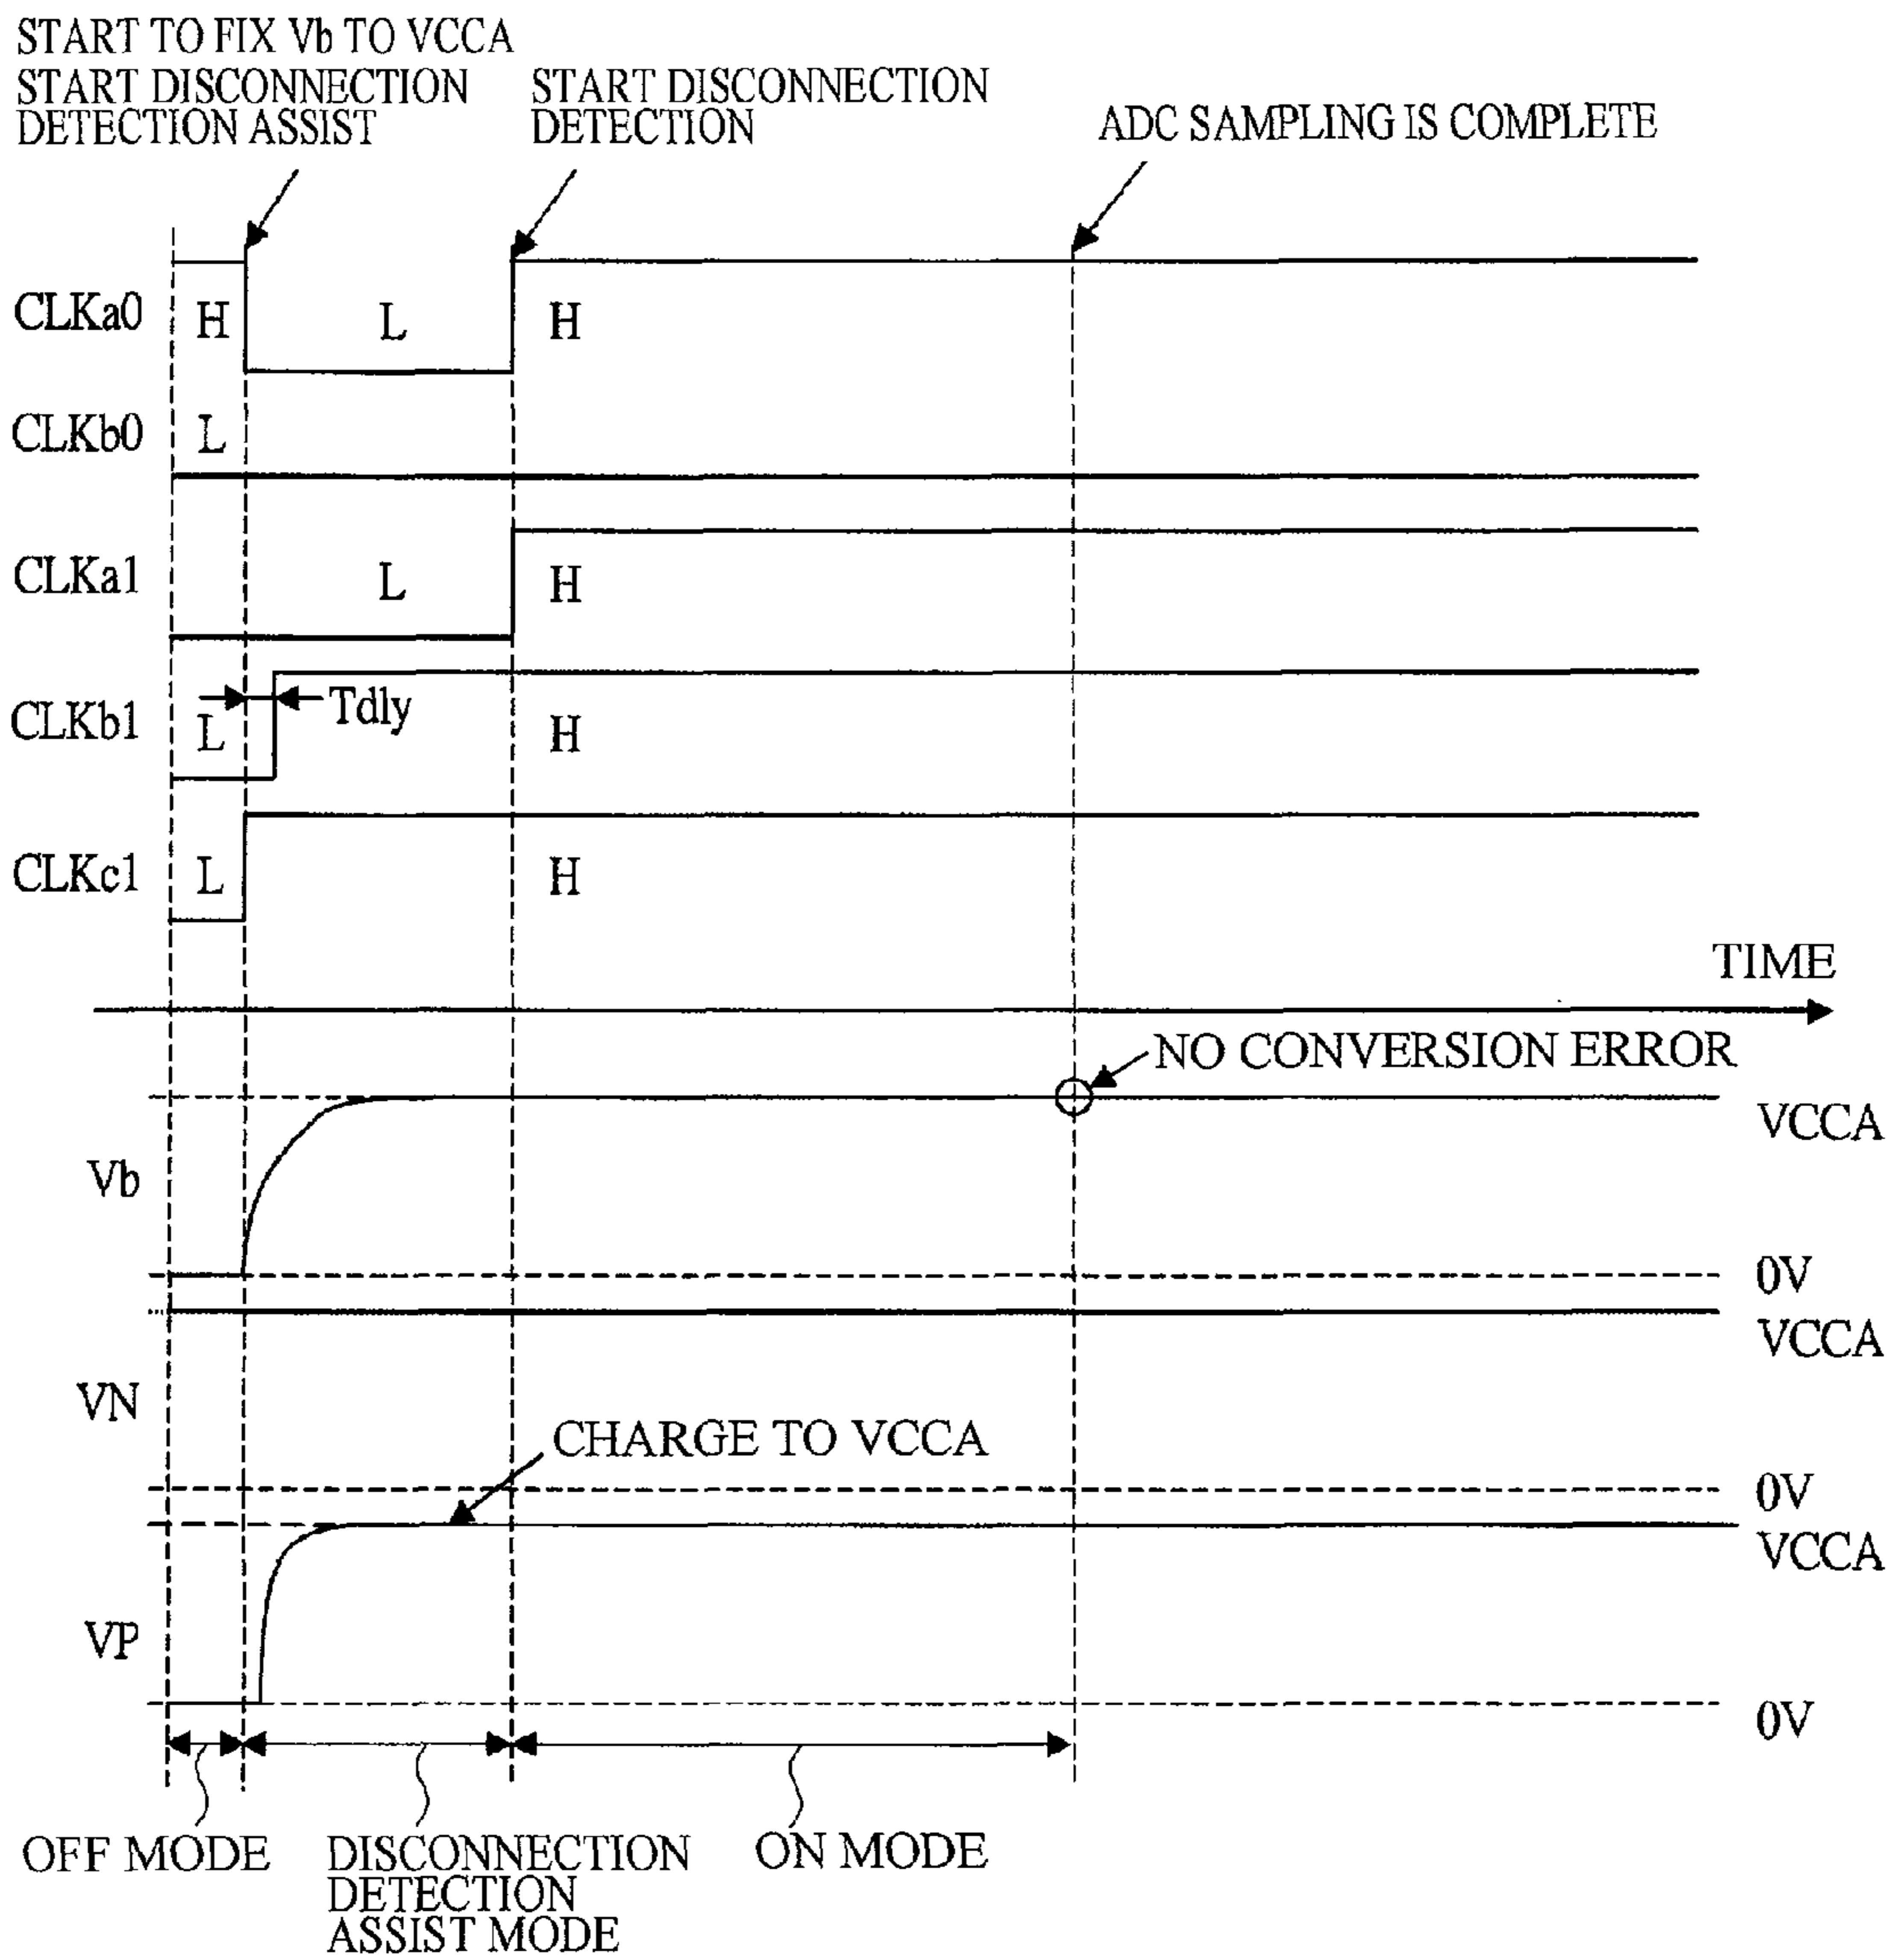 START TO FIX Vb TO VCCA
START DISCONNECTION
DETECTION ASSIST
START DISCONNECTION
DETECTION
ADC SAMPLING IS COMPLETE
CLKa0
H
L
H
CLKb0
L
CLKa1
L
H
CLKb1
L
Tdly
H
CLKc1
L
H
TIME
NO CONVERSION ERROR
VCCA
Vb
0V
VCCA
VN
CHARGE TO VCCA
0V
VCCA
VP
0V
OFF MODE
DISCONNECTION
DETECTION
ASSIST MODE
ON MODE